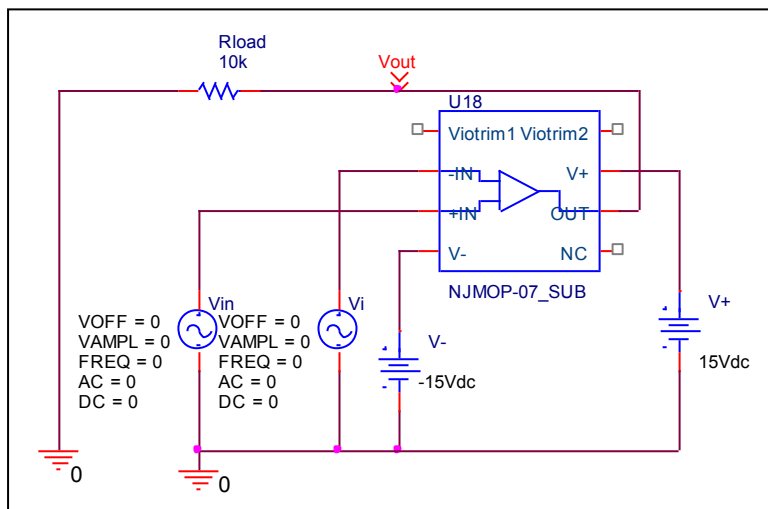 Rload
10k
Vout
U18
Viotrim1 Viotrim2
-IN V+
+IN OUT
V- NC
NJMOP-07_SUB
Vin
VOFF = 0
VAMPL = 0
FREQ = 0
AC = 0
DC = 0
Vi
VOFF = 0
VAMPL = 0
FREQ = 0
AC = 0
DC = 0
V-
-15Vdc
V+
15Vdc
0
0